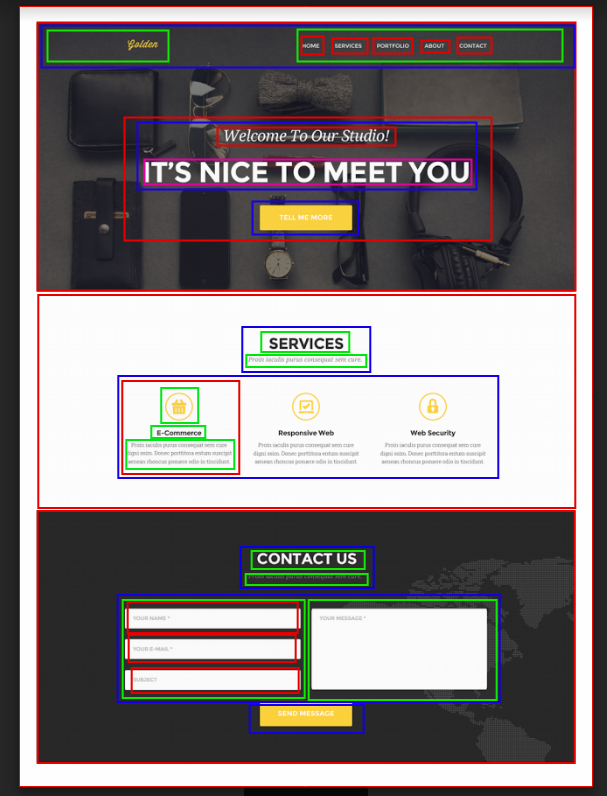 Golden
HOME SERVICES PORTFOLIO ABOUT CONTACT
Welcome To Our Studio!
IT'S NICE TO MEET YOU
TELL ME MORE
SERVICES
Proin iaculis purus consequat sem cure.
E-Commerce
Proin iaculis purus consequat sem cure
digni ssim. Donec porttitora entum suscipit
aenean rhoncus posuere odio in tincidunt.
Responsive Web
Proin iaculis purus consequat sem cure
digni ssim. Donec porttitora entum suscipit
aenean rhoncus posuere odio in tincidunt.
Web Security
Proin iaculis purus consequat sem cure
digni ssim. Donec porttitora entum suscipit
aenean rhoncus posuere odio in tincidunt.
CONTACT US
Proin iaculis purus consequat sem cure.
YOUR NAME *
YOUR MESSAGE *
YOUR E-MAIL *
SUBJECT
SEND MESSAGE